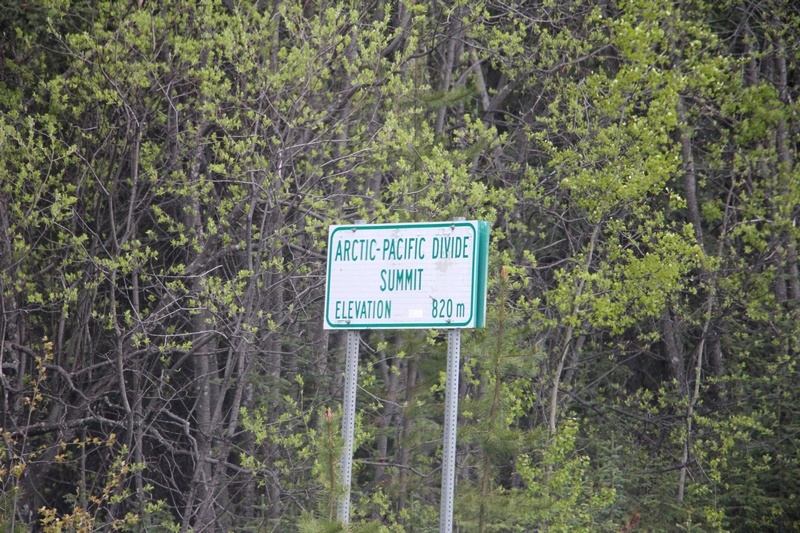 ARCTIC-PACIFIC DIVIDE
SUMMIT
ELEVATION 820 m